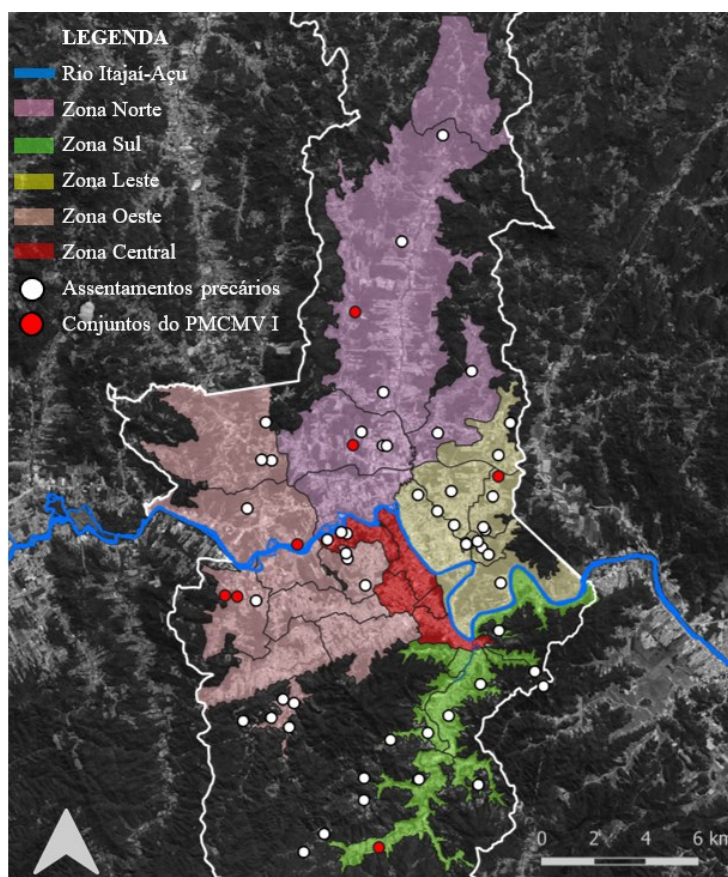 LEGENDA
Rio Itajaí-Açu
Zona Norte
Zona Sul
Zona Leste
Zona Oeste
Zona Central
Assentamentos precários
Conjuntos do PMCMV I
0 2 4 6 km